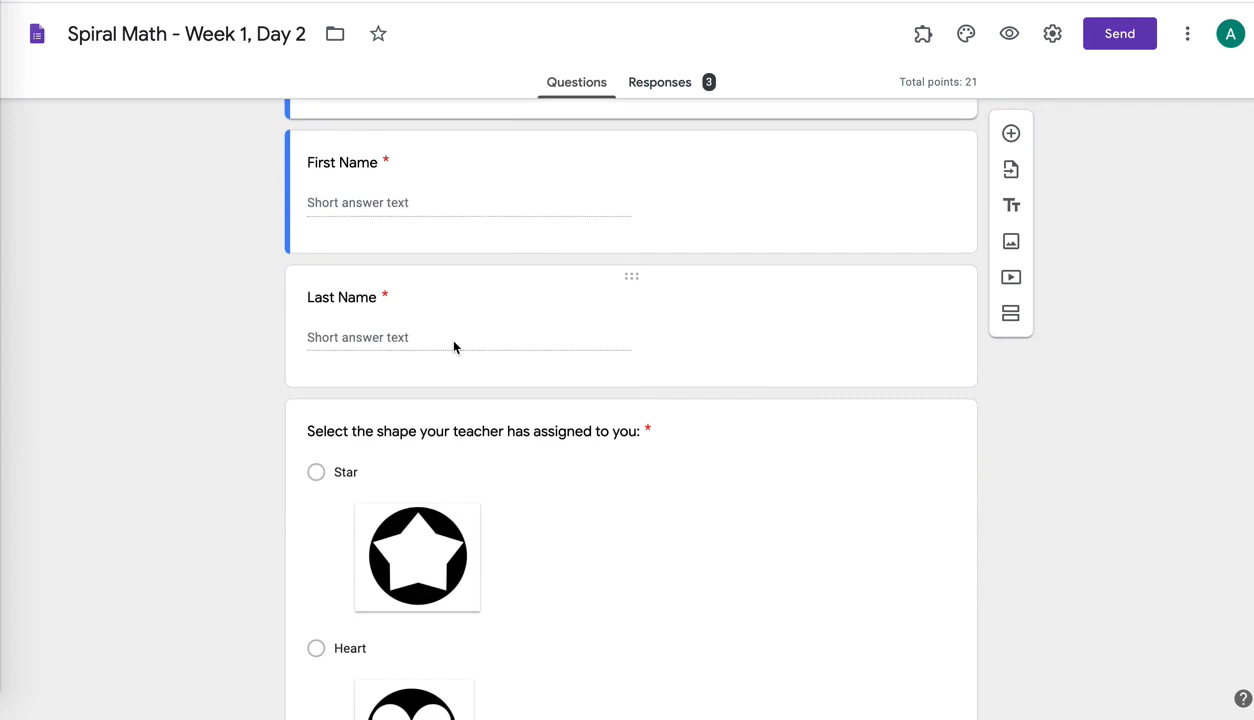 Spiral Math - Week 1, Day 2
Send
A
Questions
Responses 3
Total points: 21
First Name *
Short answer text
Last Name *
Short answer text
Select the shape your teacher has assigned to you: *
Star
Heart